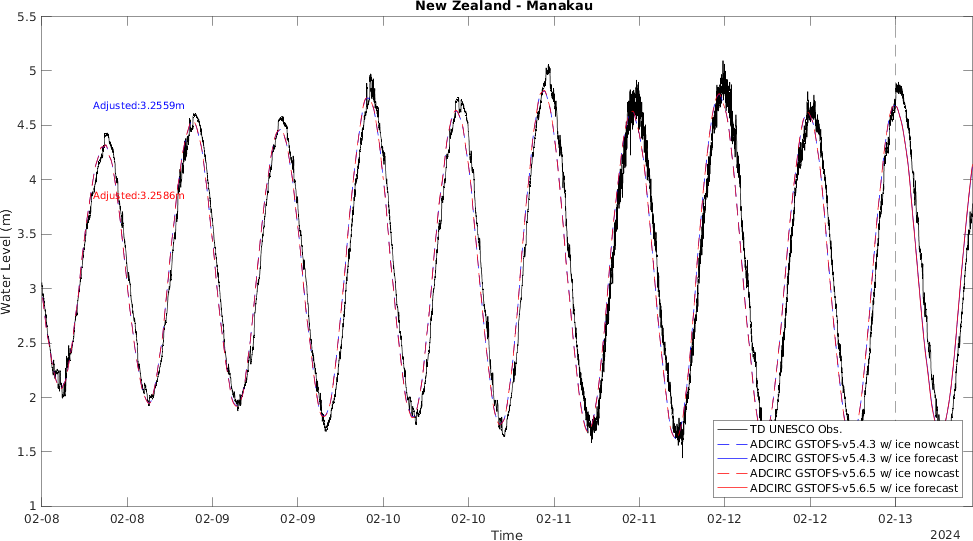 New Zealand - Manakau
5.5
5
4.5
4
3.5
3
2.5
2
1.5
1
Water Level (m)
Adjusted:3.2559m
Adjusted:3.2586m
TD UNESCO Obs.
ADCIRC GSTOFS-v5.4.3 w/ ice nowcast
ADCIRC GSTOFS-v5.4.3 w/ ice forecast
ADCIRC GSTOFS-v5.6.5 w/ ice nowcast
ADCIRC GSTOFS-v5.6.5 w/ ice forecast
02-08 02-08 02-09 02-09 02-10 02-10 02-11 02-11 02-12 02-12 02-13
Time
2024